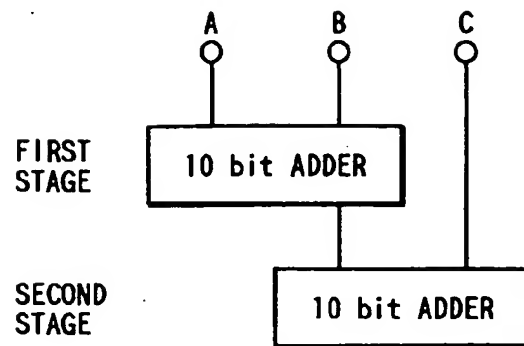 A B C
FIRST
STAGE
10 bit ADDER
SECOND
STAGE
10 bit ADDER